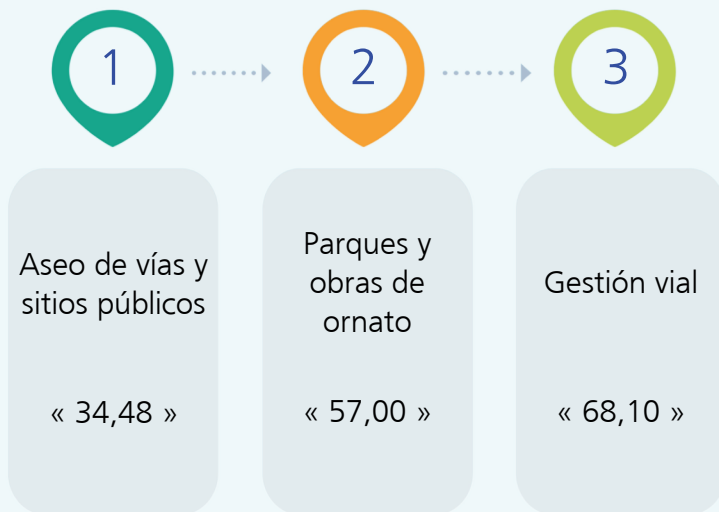 1
2
3
Aseo de vías y
sitios públicos
« 34,48 »
Parques y
obras de
ornato
« 57,00 »
Gestión vial
« 68,10 »